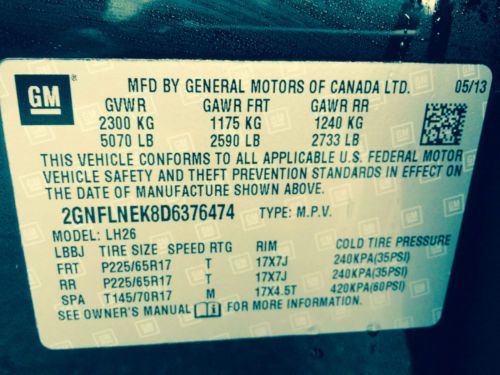 GM
MFD BY GENERAL MOTORS OF CANADA LTD. 05/13
GVWR GAWR FRT GAWR RR
2300 KG 1175 KG 1240 KG
5070 LB 2590 LB 2733 LB
THIS VEHICLE CONFORMS TO ALL APPLICABLE U.S. FEDERAL MOTOR
VEHICLE SAFETY AND THEFT PREVENTION STANDARDS IN EFFECT ON
THE DATE OF MANUFACTURE SHOWN ABOVE.
2GNFLNEK8D6376474 TYPE: M.P.V.
MODEL: LH26
LBBJ TIRE SIZE SPEED RTG RIM COLD TIRE PRESSURE
FRT P225/65R17 T 17X7J 240KPA(35PSI)
RR P225/65R17 T 17X7J 240KPA(35PSI)
SPA T145/70R17 M 17X4.5T 420KPA(60PSI)
SEE OWNER'S MANUAL FOR MORE INFORMATION.